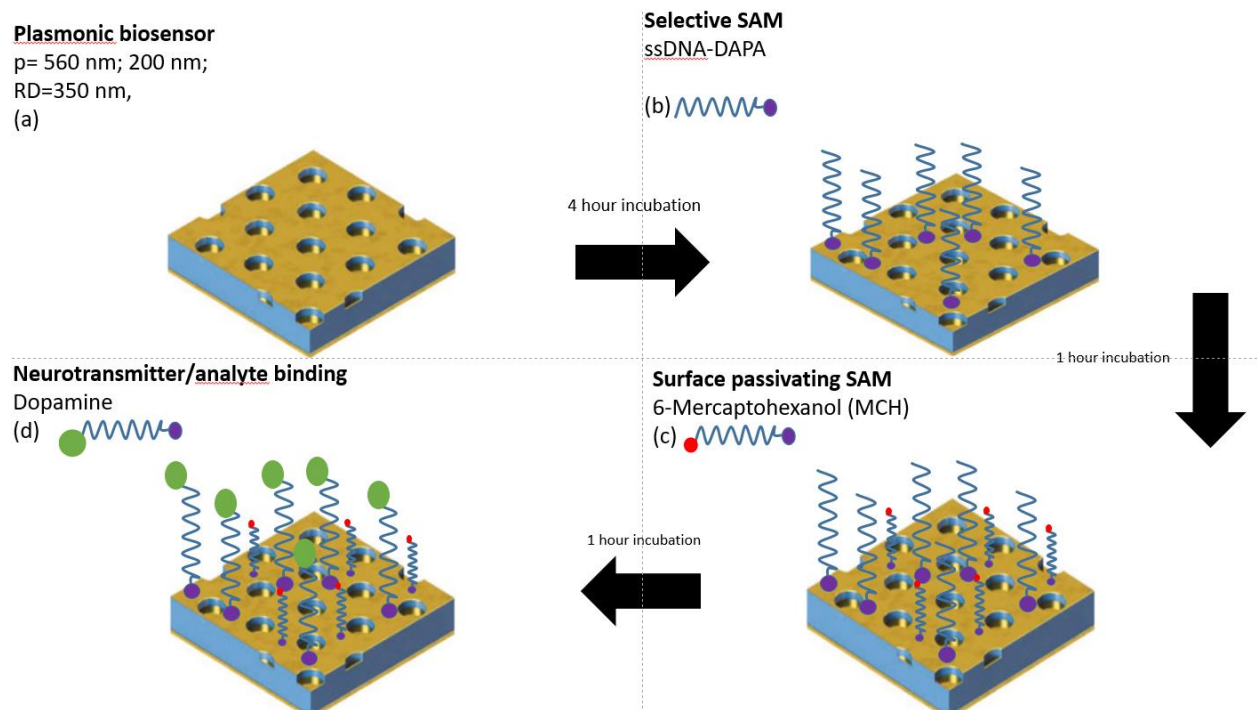 Plasmonic biosensor
p= 560 nm; 200 nm;
RD=350 nm,
(a)
4 hour incubation
Selective SAM
ssDNA-DAPA
(b)
1 hour incubation
Surface passivating SAM
6-Mercaptohexanol (MCH)
(c)
1 hour incubation
Neurotransmitter/analyte binding
Dopamine
(d)